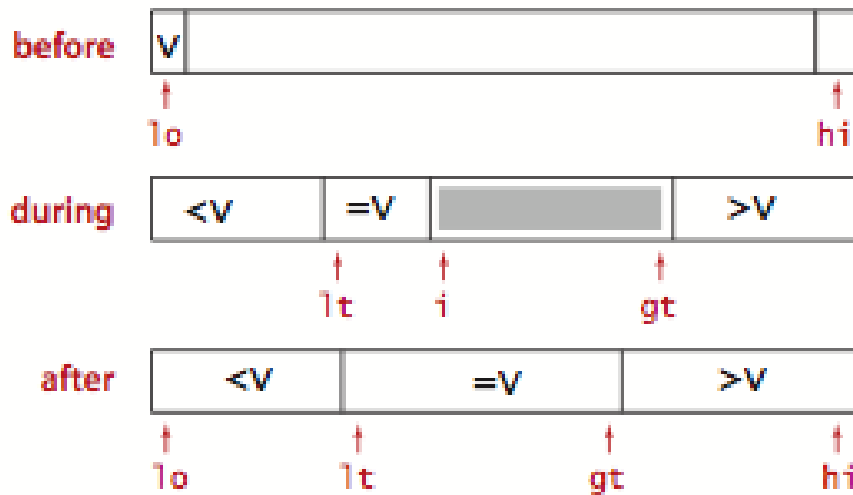 before v
lo hi
during <v =v >v
lt i gt
after <v =v >v
lo lt gt hi